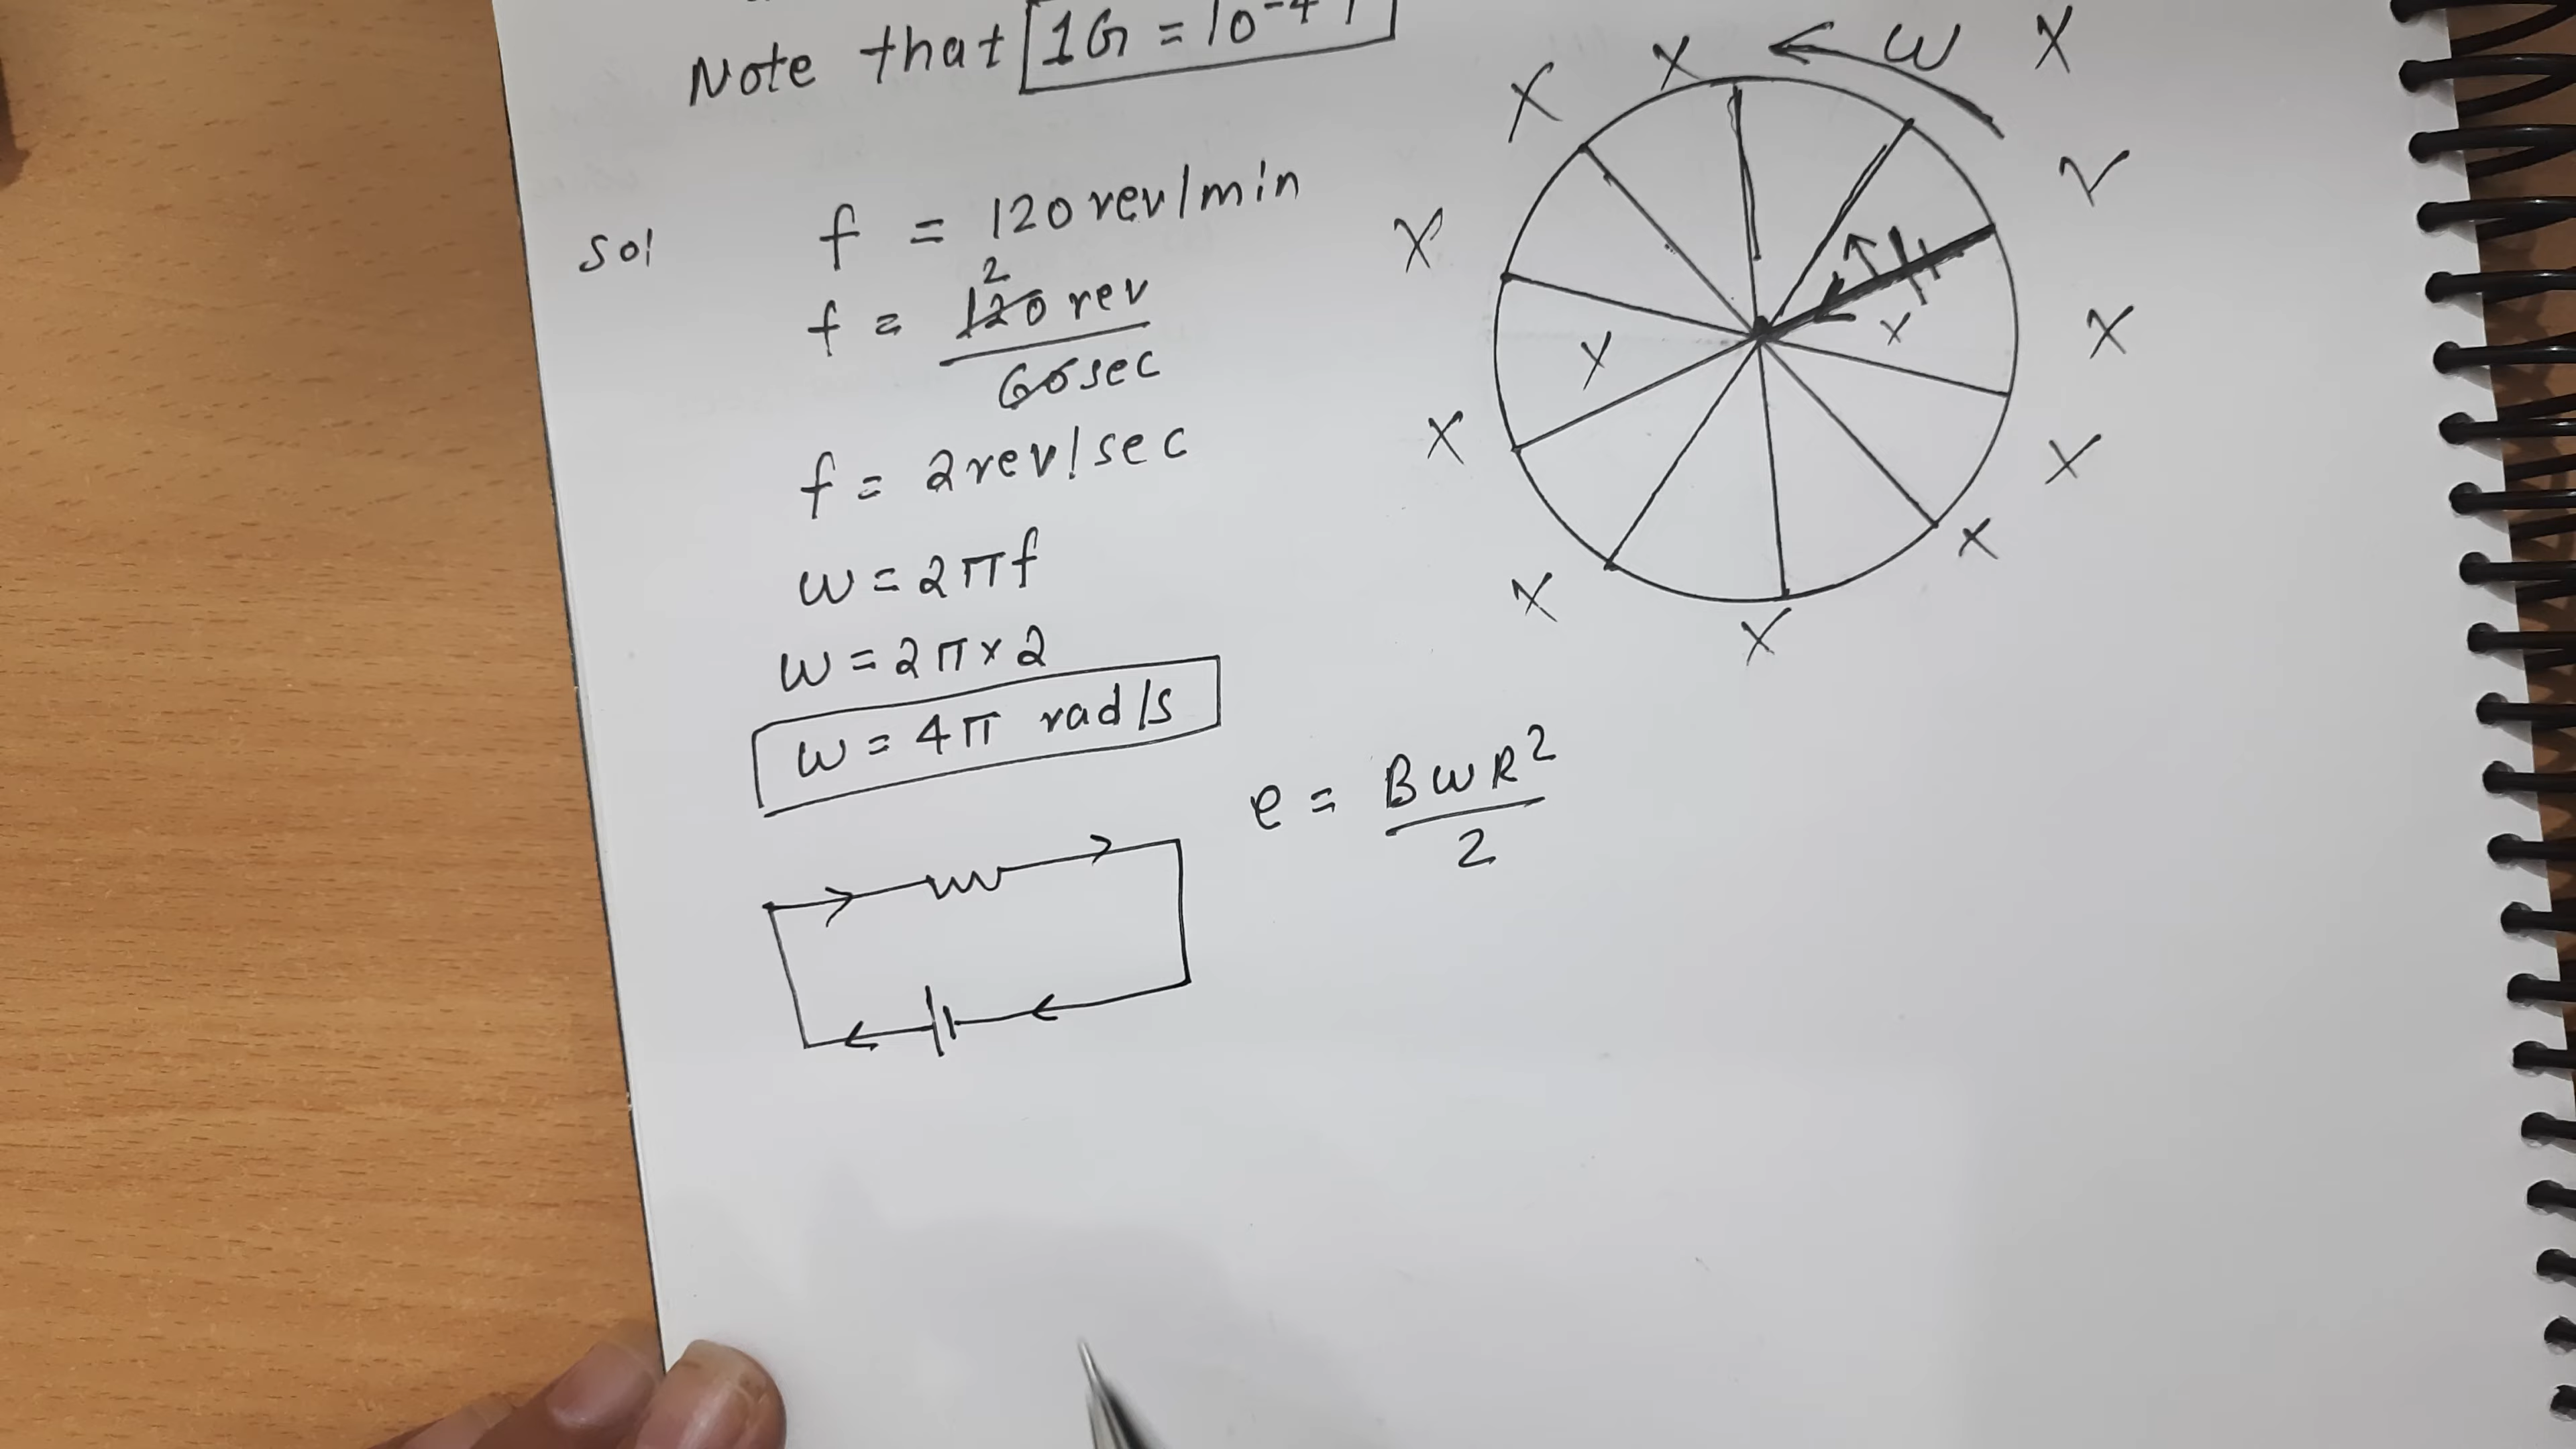 Note that 1G = 10⁻⁴
Sol f = 120 rev/min
2
f = 120 rev
60 sec
f = 2 rev/sec
ω = 2πf
ω = 2π × 2
ω = 4π rad/s
e = BωR²
2
ω